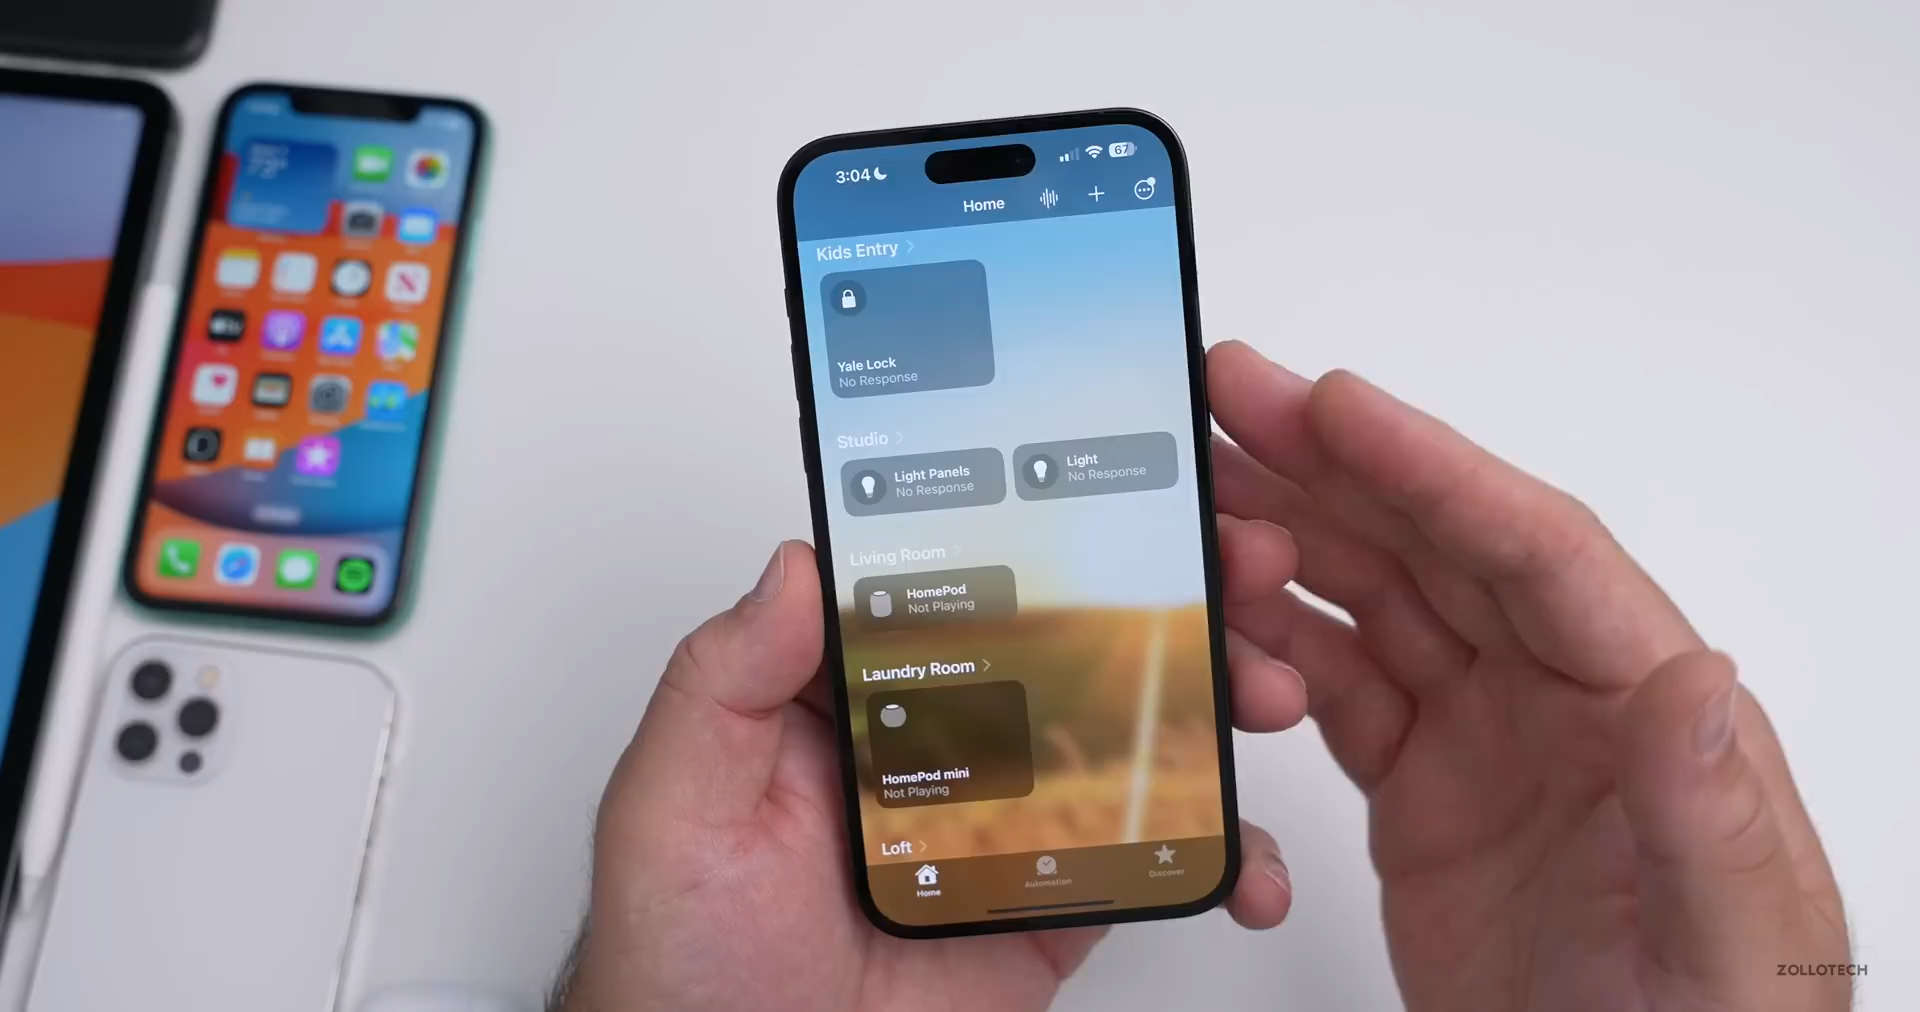 3:04
67
Home
Kids Entry
Yale Lock
No Response
Studio
Light Panels
No Response
Light
No Response
Living Room
HomePod
Not Playing
Laundry Room
HomePod mini
Not Playing
Loft
Home
Automation
Discover
ZOLLOTECH